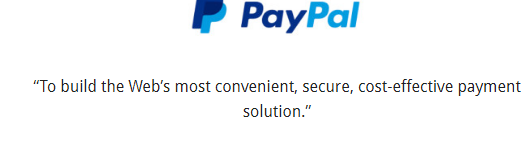 PayPal
“To build the Web’s most convenient, secure, cost-effective payment
solution.”